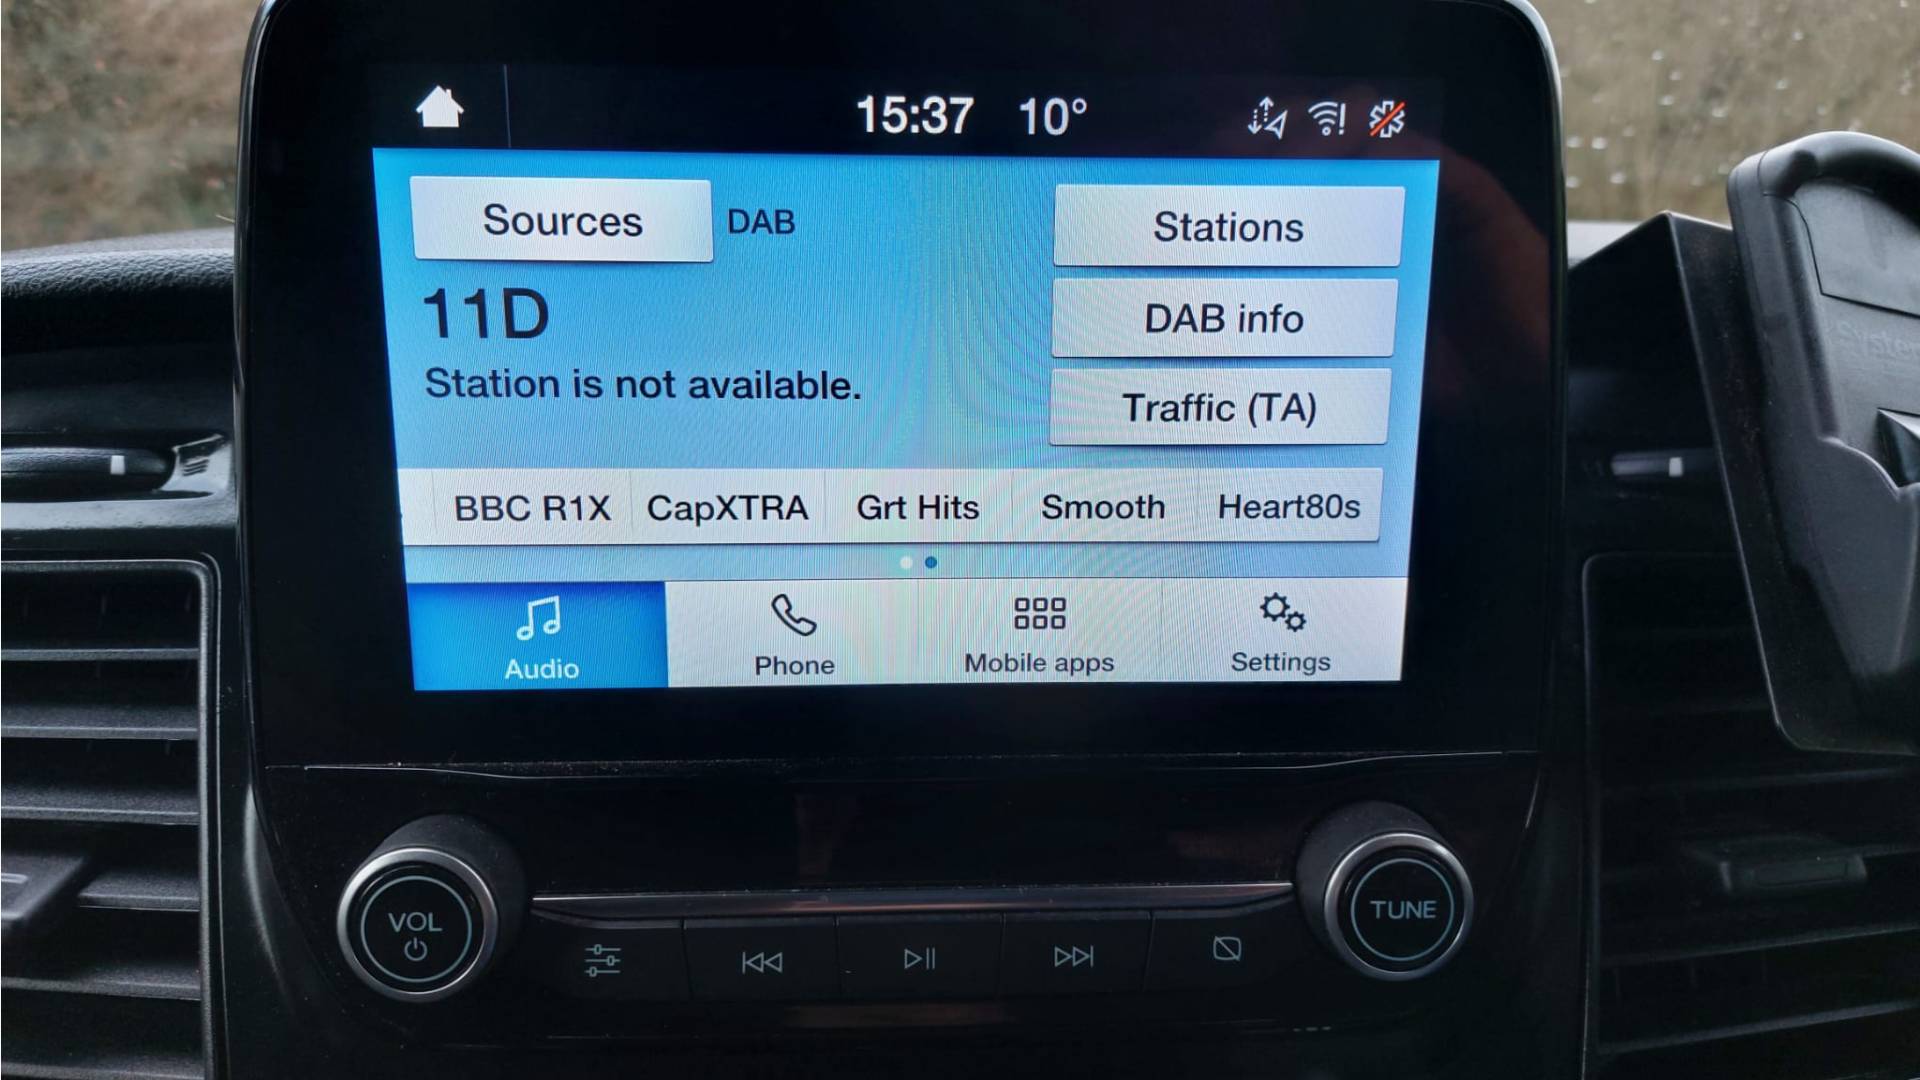 15:37 10°
Sources DAB Stations
11D
DAB info
Station is not available.
Traffic (TA)
BBC R1X CapXTRA Grt Hits Smooth Heart80s
Audio Phone Mobile apps Settings
VOL
TUNE